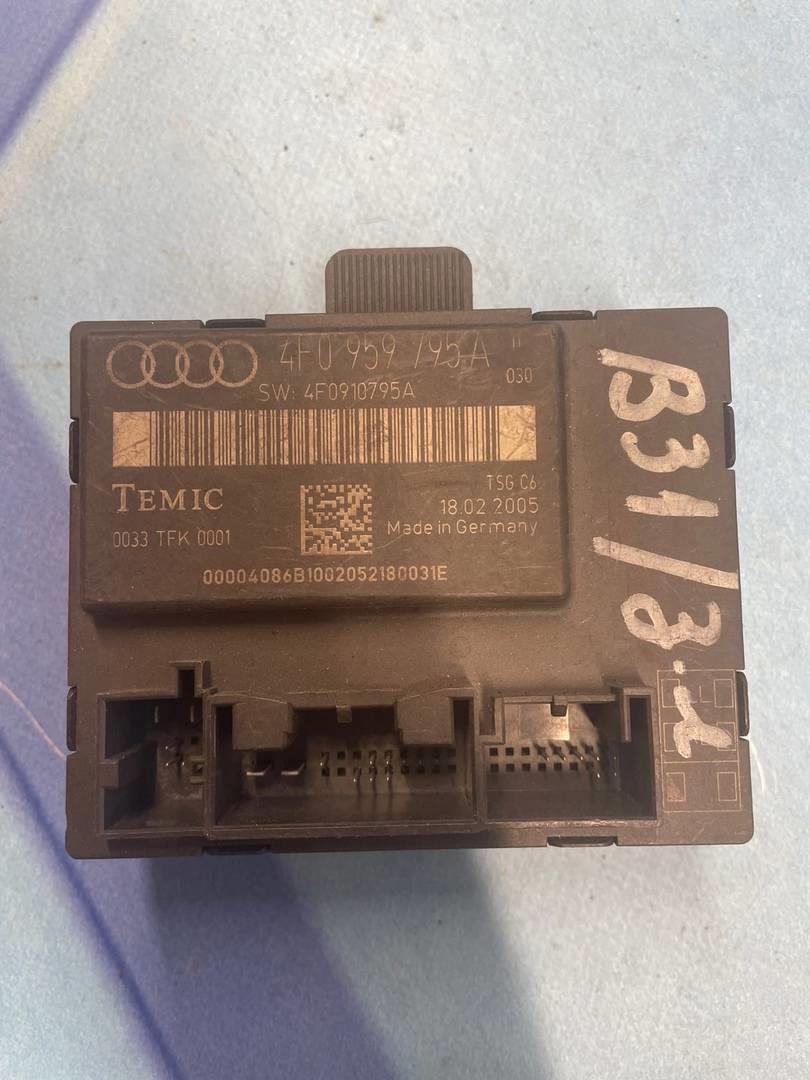 4F0 959 795 A "
030
SW: 4F0910795A
TEMIC
TSG C6
18.02 2005
Made in Germany
0033 TFK 0001
00004086B1002052180031E
B31/3